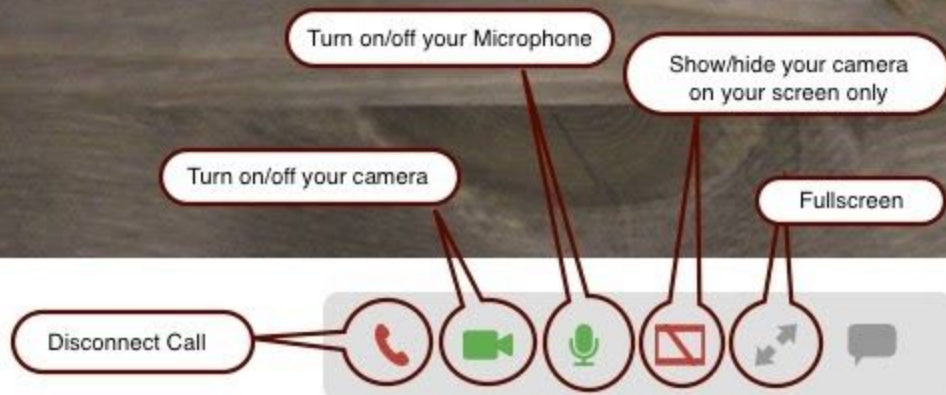 Turn on/off your Microphone
Show/hide your camera
on your screen only
Turn on/off your camera
Fullscreen
Disconnect Call